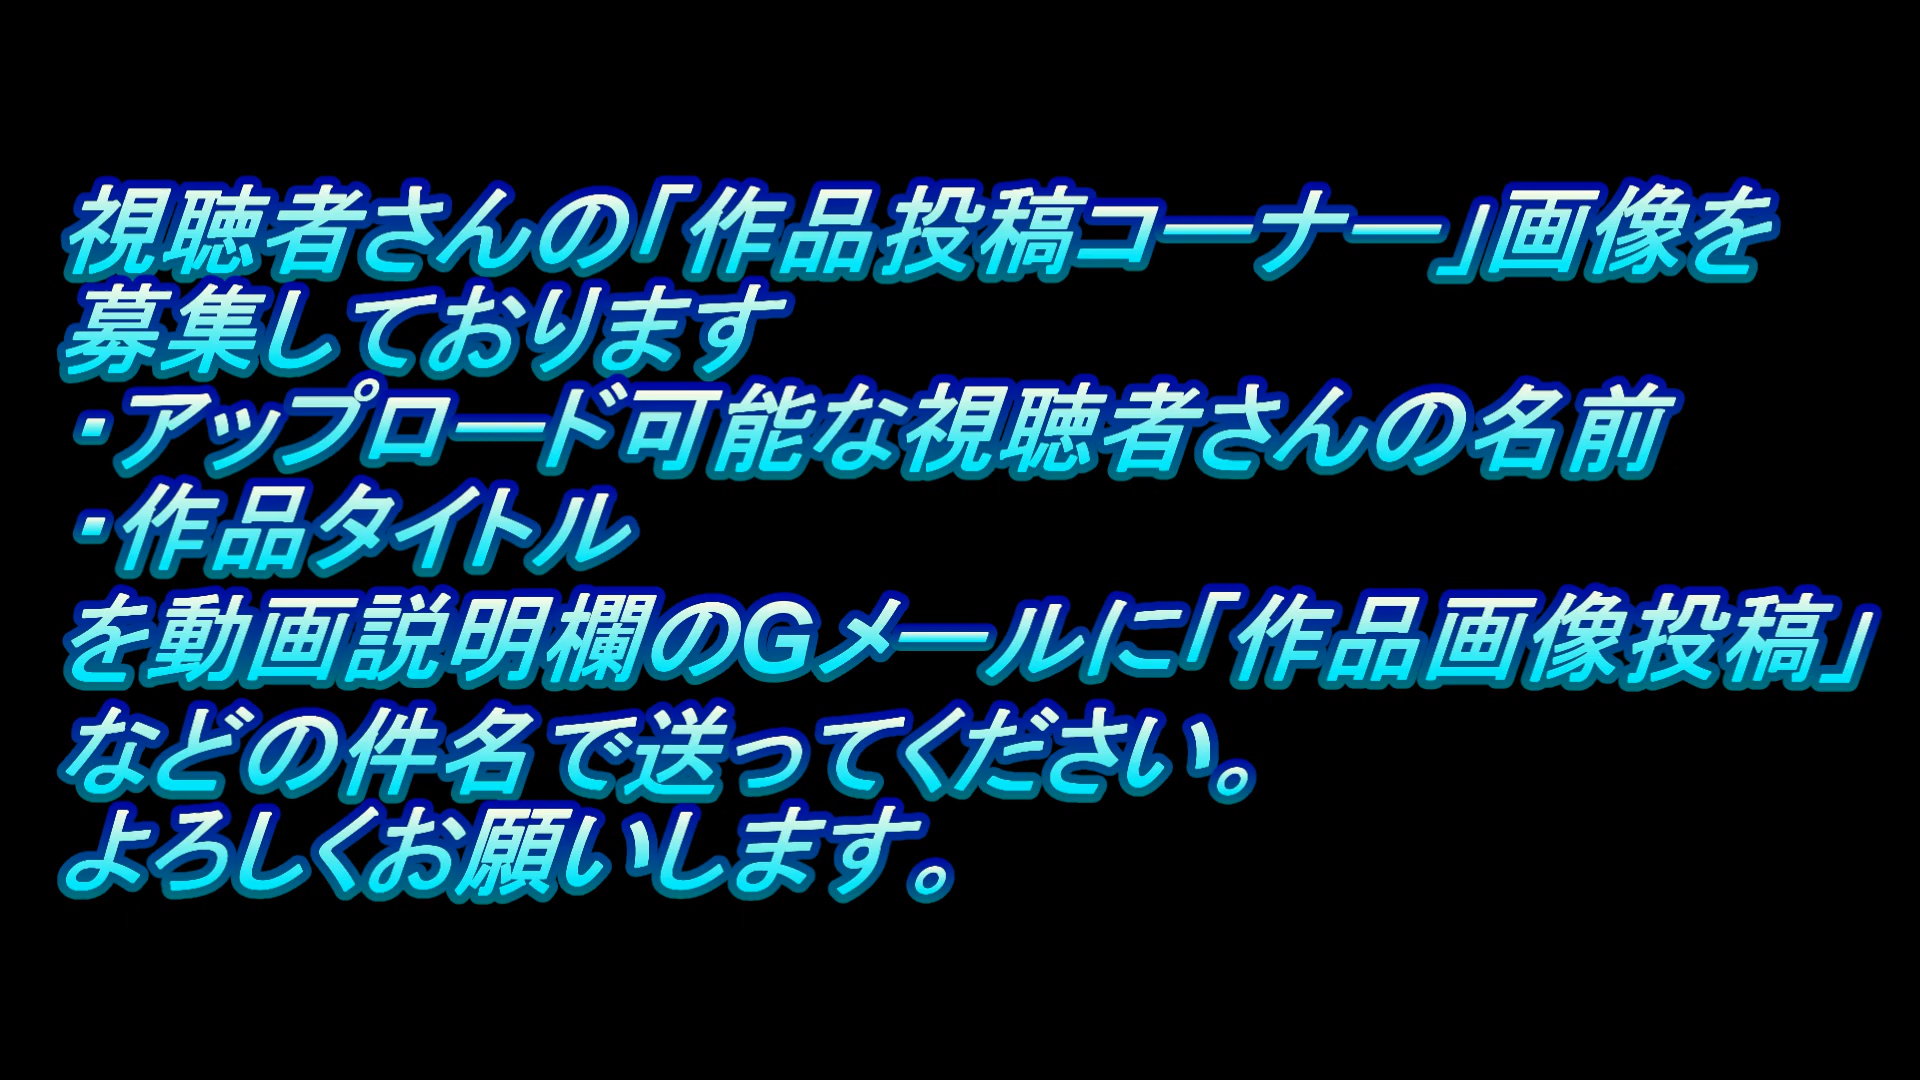 視聴者さんの「作品投稿コーナー」画像を
募集しております
・アップロード可能な視聴者さんの名前
・作品タイトル
を動画説明欄のGメールに「作品画像投稿」
などの件名で送ってください。
よろしくお願いします。